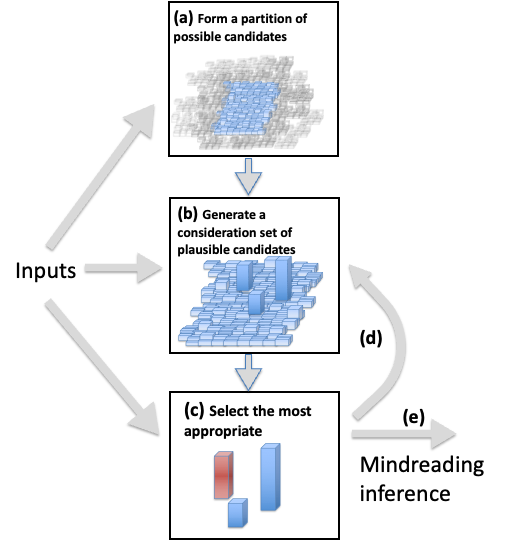 (a) Form a partition of
possible candidates
(b) Generate a
consideration set of
plausible candidates
Inputs
(d)
(c) Select the most
appropriate
(e)
Mindreading
inference